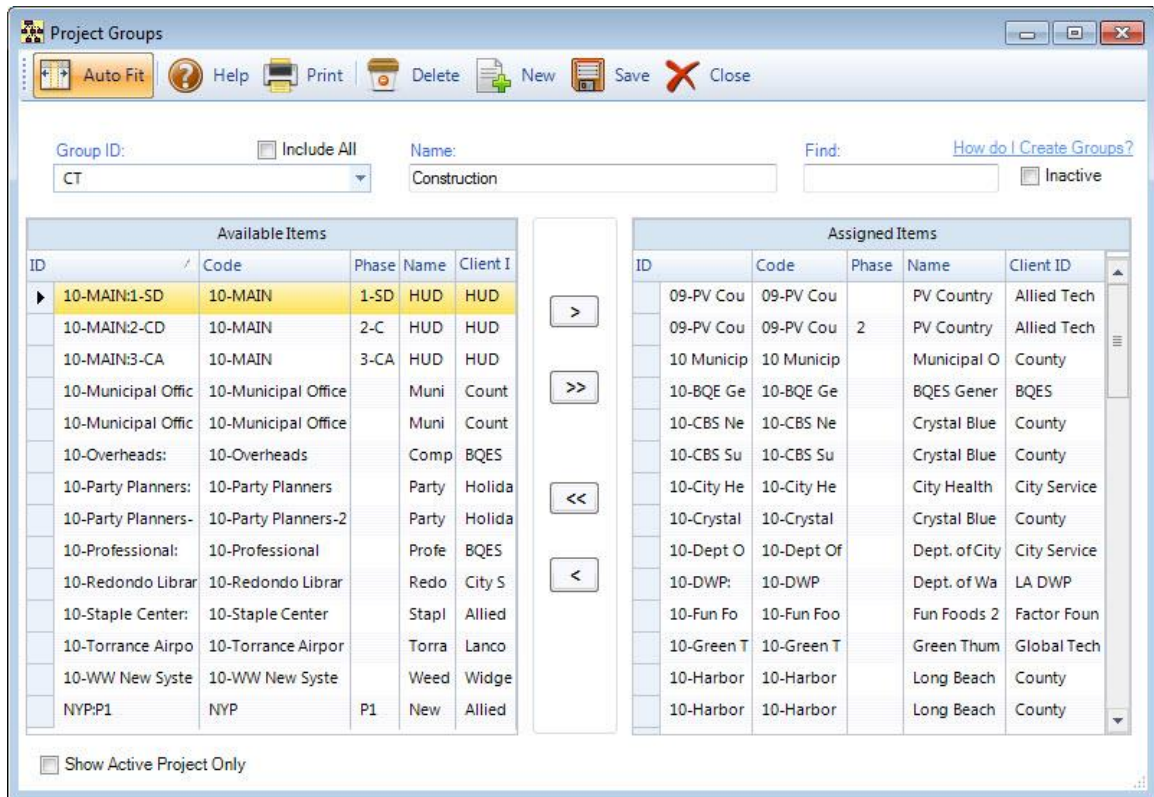 Project Groups
Auto Fit Help Print Delete New Save Close
Group ID: Include All Name: Find: How do I Create Groups?
CT Construction Inactive
Available Items Assigned Items
ID Code Phase Name Client I ID Code Phase Name Client ID
10-MAIN:1-SD 10-MAIN 1-SD HUD HUD 09-PV Cou 09-PV Cou PV Country Allied Tech
10-MAIN:2-CD 10-MAIN 2-C HUD HUD 09-PV Cou 09-PV Cou 2 PV Country Allied Tech
10-MAIN:3-CA 10-MAIN 3-CA HUD HUD 10 Municip 10 Municip Municipal O County
10-Municipal Offic 10-Municipal Office Muni Count 10-BQE Ge 10-BQE Ge BQES Gener BQES
10-Municipal Offic 10-Municipal Office Muni Count 10-CBS Ne 10-CBS Ne Crystal Blue County
10-Overheads: 10-Overheads Comp BQES 10-CBS Su 10-CBS Su Crystal Blue County
10-Party Planners: 10-Party Planners Party Holida 10-City He 10-City He City Health City Service
10-Party Planners- 10-Party Planners-2 Party Holida 10-Crystal 10-Crystal Crystal Blue County
10-Professional: 10-Professional Profe BQES 10-Dept O 10-Dept Of Dept. of City City Service
10-Redondo Librar 10-Redondo Librar Redo City S 10-DWP: 10-DWP Dept. of Wa LA DWP
10-Staple Center: 10-Staple Center Stapl Allied 10-Fun Fo 10-Fun Foo Fun Foods 2 Factor Foun
10-Torrance Airpo 10-Torrance Airpor Torra Lanco 10-Green T 10-Green T Green Thum Global Tech
10-WW New Syste 10-WW New Syste Weed Widge 10-Harbor 10-Harbor Long Beach County
NYP:P1 NYP P1 New Allied 10-Harbor 10-Harbor Long Beach County
>
>>
<<
<
Show Active Project Only